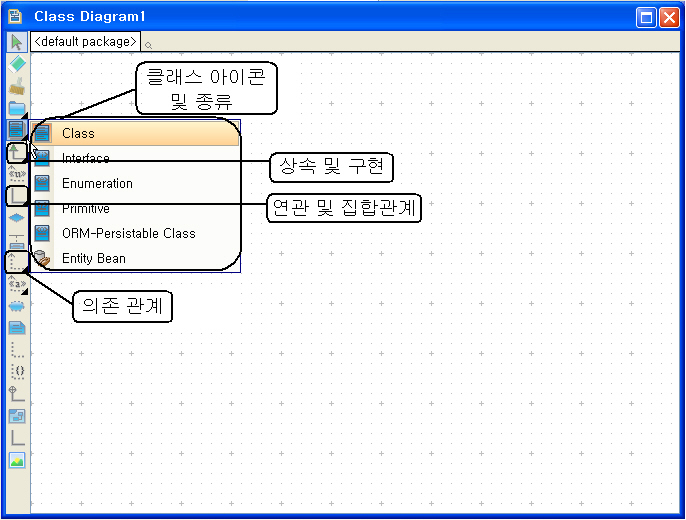 Class Diagram1
<default package>
클래스 아이콘
및 종류
Class
Interface
Enumeration
Primitive
ORM-Persistable Class
Entity Bean
상속 및 구현
연관 및 집합관계
의존 관계
«u»
«a»
{}